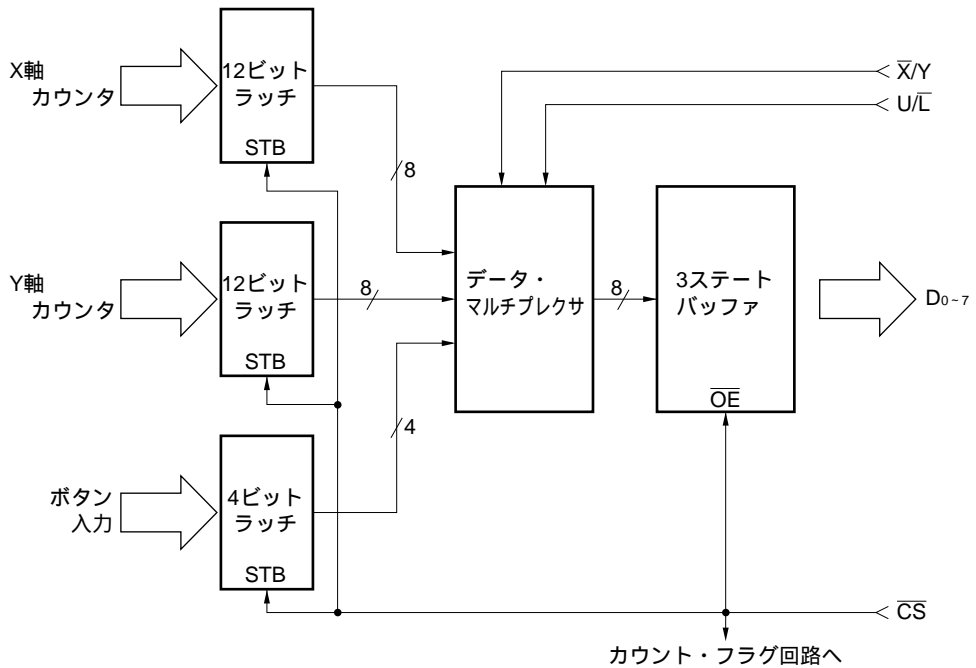 X軸
カウンタ
12ビット
ラッチ
STB
8
X̅/Y
U/L̅
Y軸
カウンタ
12ビット
ラッチ
STB
8
データ・
マルチプレクサ
8
3ステート
バッファ
O̅E̅
D0~7
4
ボタン
入力
4ビット
ラッチ
STB
C̅S̅
カウント・フラグ回路へ